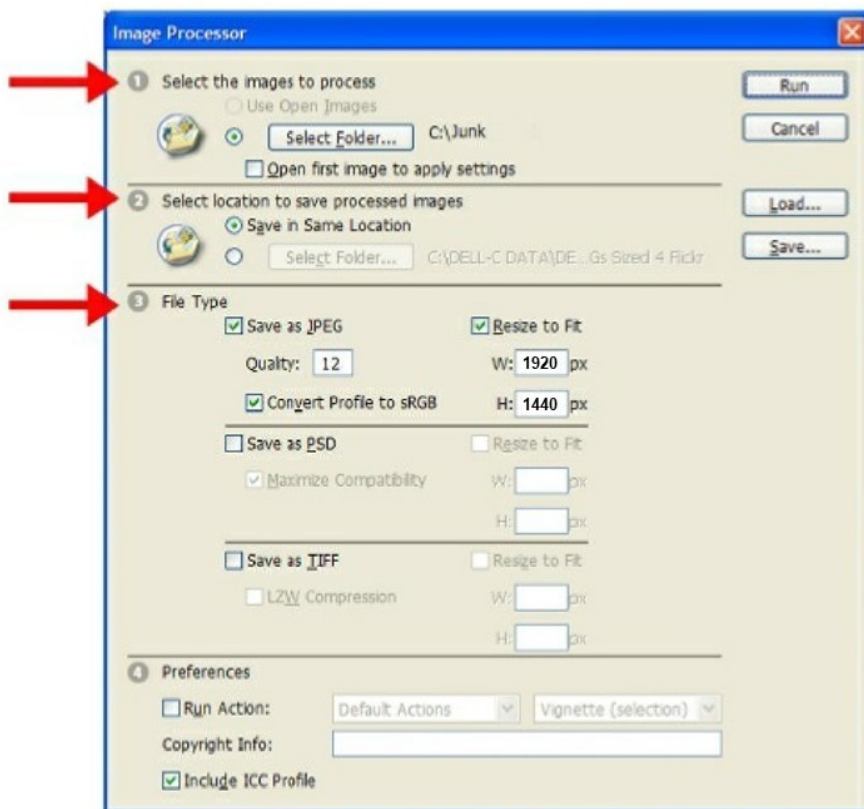 Image Processor
1 Select the images to process
Use Open Images
Select Folder... C:\Junk
Open first image to apply settings
2 Select location to save processed images
Save in Same Location
Select Folder... C:\DELL-C DATA\DE...Gs Sized 4 Flickr
3 File Type
Save as JPEG Resize to Fit
Quality: 12 W: 1920 px
Convert Profile to sRGB H: 1440 px
Save as PSD Resize to Fit
Maximize Compatibility W: px
H: px
Save as TIFF Resize to Fit
LZW Compression W: px
H: px
4 Preferences
Run Action: Default Actions Vignette (selection)
Copyright Info:
Include ICC Profile
Run
Cancel
Load...
Save...